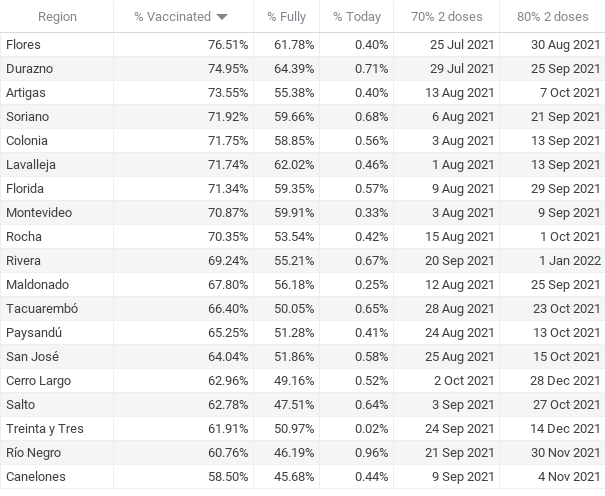 Region % Vaccinated % Fully % Today 70% 2 doses 80% 2 doses
Flores 76.51% 61.78% 0.40% 25 Jul 2021 30 Aug 2021
Durazno 74.95% 64.39% 0.71% 29 Jul 2021 25 Sep 2021
Artigas 73.55% 55.38% 0.40% 13 Aug 2021 7 Oct 2021
Soriano 71.92% 59.66% 0.68% 6 Aug 2021 21 Sep 2021
Colonia 71.75% 58.85% 0.56% 3 Aug 2021 13 Sep 2021
Lavalleja 71.74% 62.02% 0.46% 1 Aug 2021 13 Sep 2021
Florida 71.34% 59.35% 0.57% 9 Aug 2021 29 Sep 2021
Montevideo 70.87% 59.91% 0.33% 3 Aug 2021 9 Sep 2021
Rocha 70.35% 53.54% 0.42% 15 Aug 2021 1 Oct 2021
Rivera 69.24% 55.21% 0.67% 20 Sep 2021 1 Jan 2022
Maldonado 67.80% 56.18% 0.25% 12 Aug 2021 25 Sep 2021
Tacuarembó 66.40% 50.05% 0.65% 28 Aug 2021 23 Oct 2021
Paysandú 65.25% 51.28% 0.41% 24 Aug 2021 13 Oct 2021
San José 64.04% 51.86% 0.58% 25 Aug 2021 15 Oct 2021
Cerro Largo 62.96% 49.16% 0.52% 2 Oct 2021 28 Dec 2021
Salto 62.78% 47.51% 0.64% 3 Sep 2021 27 Oct 2021
Treinta y Tres 61.91% 50.97% 0.02% 24 Sep 2021 14 Dec 2021
Río Negro 60.76% 46.19% 0.96% 21 Sep 2021 30 Nov 2021
Canelones 58.50% 45.68% 0.44% 9 Sep 2021 4 Nov 2021